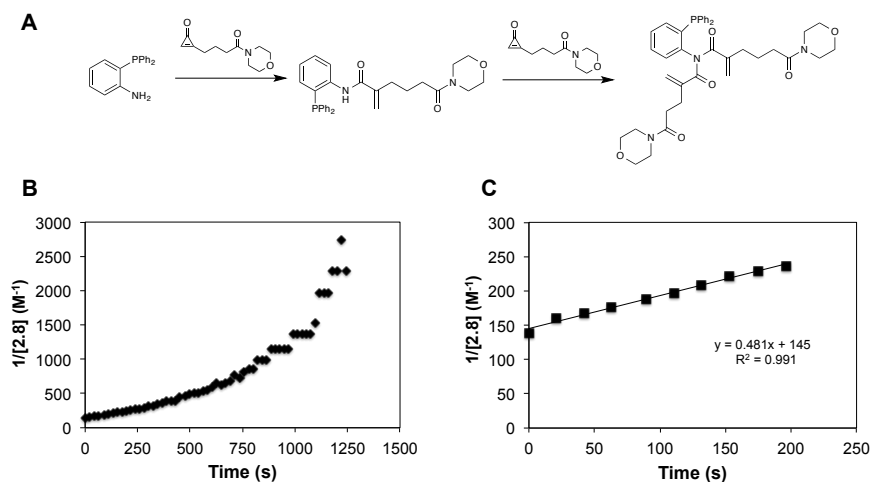 A
O
O
N
O
PPh₂
NH₂
O
N
H
PPh₂
O
N
O
O
O
N
O
PPh₂
O
N
O
O
N
O
N
O
O
B
3000
2500
2000
1500
1000
500
0
1/[2.8] (M⁻¹)
0 250 500 750 1000 1250 1500
Time (s)
C
300
250
200
150
100
50
0
1/[2.8] (M⁻¹)
y = 0.481x + 145
R² = 0.991
0 50 100 150 200 250
Time (s)